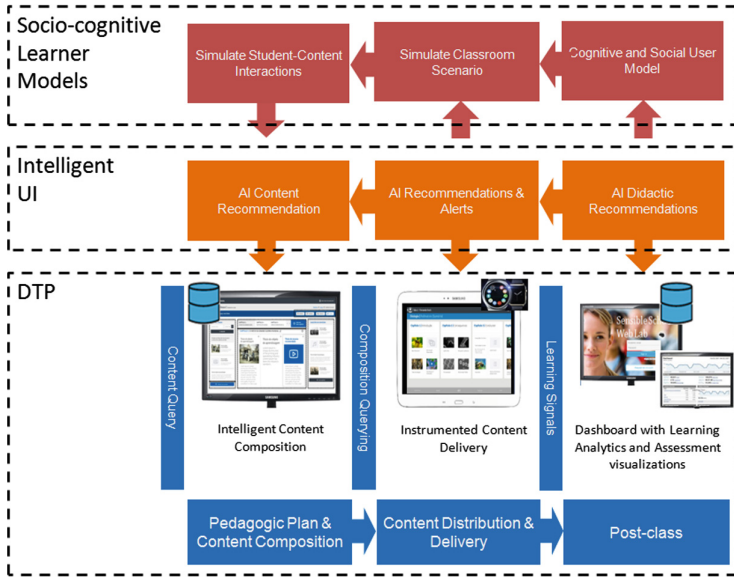 Socio-cognitive
Learner
Models
Simulate Student-Content
Interactions
Simulate Classroom
Scenario
Cognitive and Social User
Model
Intelligent
UI
AI Content
Recommendation
AI Recommendations &
Alerts
AI Didactic
Recommendations
DTP
Content Query
Composition Querying
Learning Signals
SAMSUNG
Intelligent Content
Composition
Instrumented Content
Delivery
Dashboard with Learning
Analytics and Assessment
visualizations
Pedagogic Plan &
Content Composition
Content Distribution &
Delivery
Post-class